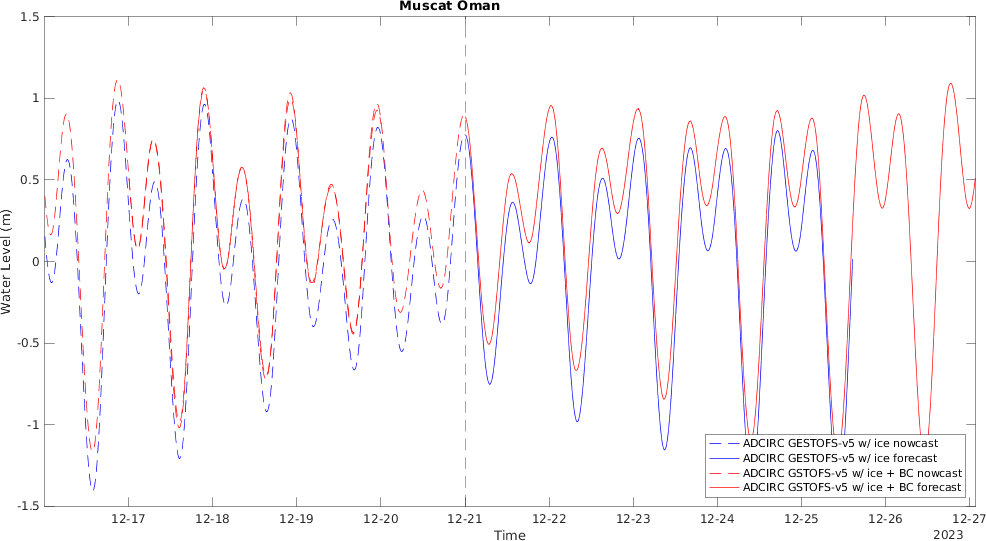 Muscat Oman
1.5
1
0.5
0
-0.5
-1
-1.5
Water Level (m)
12-17 12-18 12-19 12-20 12-21 12-22 12-23 12-24 12-25 12-26 12-27
Time
2023
ADCIRC GESTOFS-v5 w/ ice nowcast
ADCIRC GESTOFS-v5 w/ ice forecast
ADCIRC GSTOFS-v5 w/ ice + BC nowcast
ADCIRC GSTOFS-v5 w/ ice + BC forecast